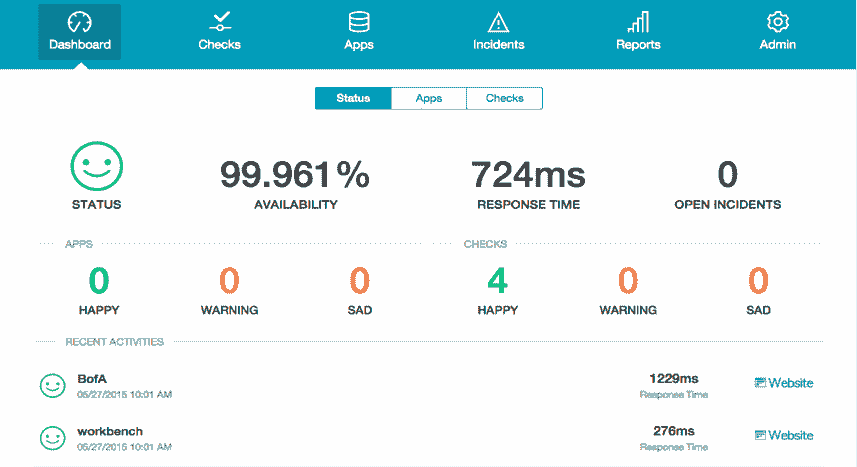 Dashboard Checks Apps Incidents Reports Admin
Status Apps Checks
99.961% 724ms 0
STATUS AVAILABILITY RESPONSE TIME OPEN INCIDENTS
APPS CHECKS
0 0 0 4 0 0
HAPPY WARNING SAD HAPPY WARNING SAD
RECENT ACTIVITIES
BofA 1229ms Website
05/27/2015 10:01 AM Response Time
workbench 276ms Website
05/27/2015 10:01 AM Response Time